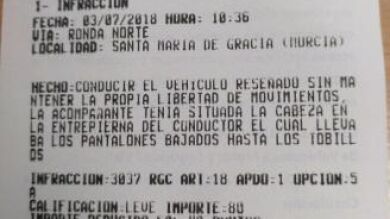 1- INFRACCION
FECHA: 03/07/2018 HORA: 10:36
VIA: RONDA NORTE
LOCALIDAD: SANTA MARIA DE GRACIA (MURCIA)
HECHO:CONDUCIR EL VEHICULO RESEÑADO SIN MA
NTENER LA PROPIA LIBERTAD DE MOVIMIENTOS,
LA ACOMPAÑANTE TENIA SITUADA LA CABEZA EN
LA ENTREPIERNA DEL CONDUCTOR EL CUAL LLEVA
BA LOS PANTALONES BAJADOS HASTA LOS TOBILL
OS
INFRACCION:3037 RGC ART:18 APDO:1 OPCION.5
A
CALIFICACION:LEVE IMPORTE:80